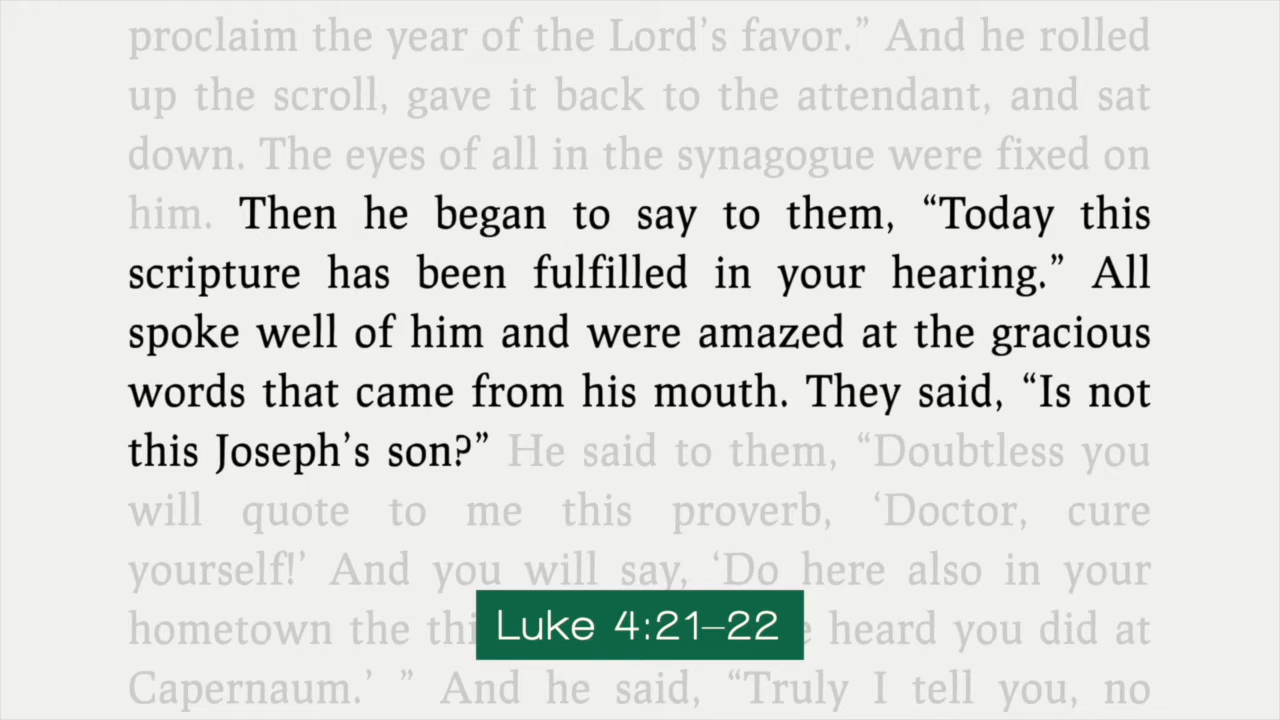 proclaim the year of the Lord’s favor.” And he rolled
up the scroll, gave it back to the attendant, and sat
down. The eyes of all in the synagogue were fixed on
him. Then he began to say to them, “Today this
scripture has been fulfilled in your hearing.” All
spoke well of him and were amazed at the gracious
words that came from his mouth. They said, “Is not
this Joseph’s son?” He said to them, “Doubtless you
will quote to me this proverb, ‘Doctor, cure
yourself!’ And you will say, ‘Do here also in your
hometown the heard you did at
Luke 4:21–22
Capernaum.’ ” And he said, “Truly I tell you, no